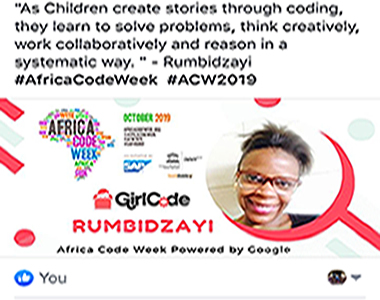 "As Children create stories through coding,
they learn to solve problems, think creatively,
work collaboratively and reason in a
systematic way. " - Rumbidzayi
#AfricaCodeWeek #ACW2019
AFRICA
CODE
WEEK
OCTOBER 2019
SAP
GirlCode
RUMBIDZAYI
Africa Code Week Powered by Google
You